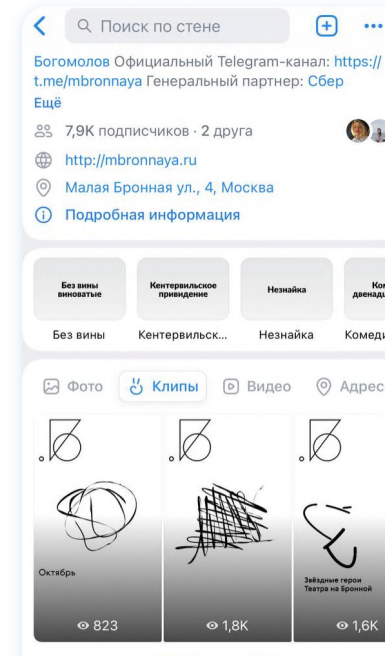 Поиск по стене
Богомолов Официальный Telegram-канал: https://
t.me/mbronnaya Генеральный партнер: Сбер
Ещё
7,9K подписчиков · 2 друга
http://mbronnaya.ru
Малая Бронная ул., 4, Москва
Подробная информация
Без вины
виноватые
Кентервильское
привидение
Незнайка
Ко
двенад
Без вины
Кентервильск...
Незнайка
Комеди
Фото
Клипы
Видео
Адрес
.Б
.Б
.Б
Октябрь
Звёздные герои
Театра на Бронной
823
1,8K
1,6K